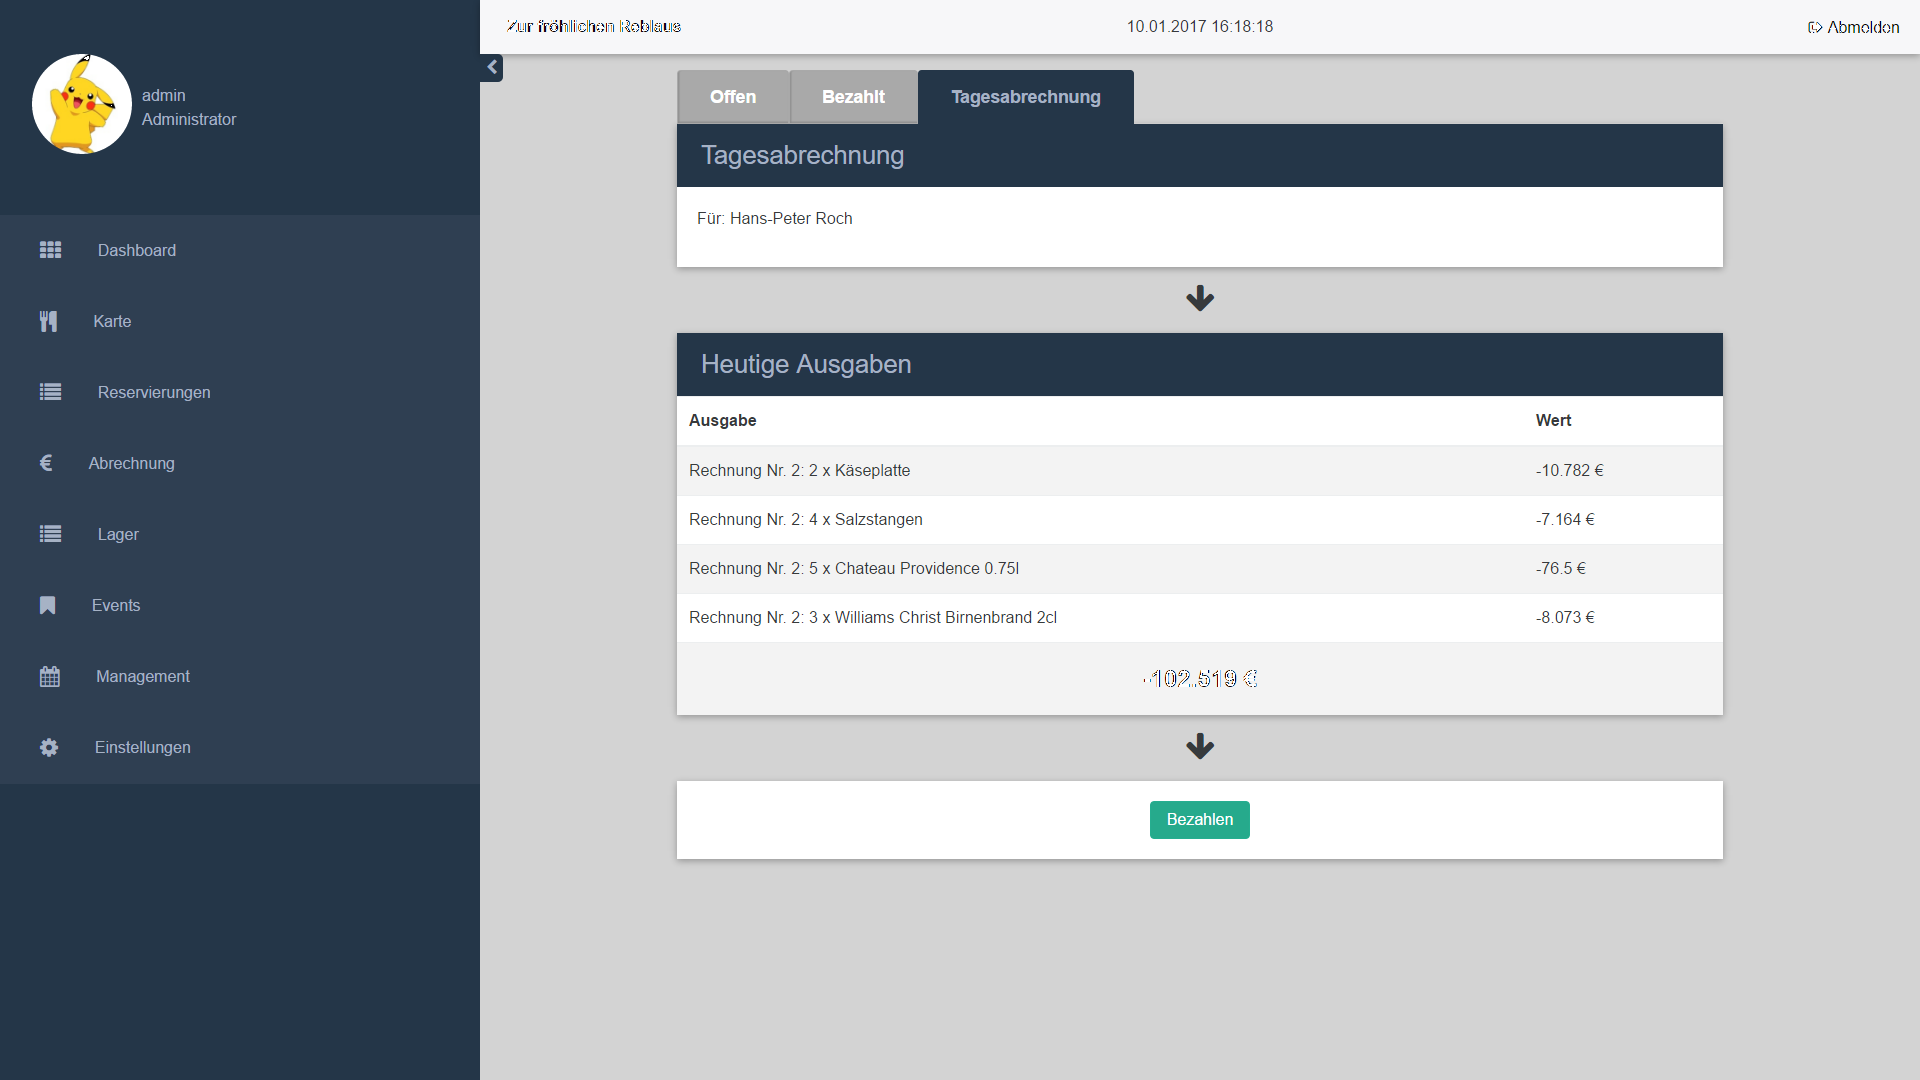 Zur fröhlichen Reblaus
10.01.2017 16:18:18
Abmelden
admin
Administrator
Dashboard
Karte
Reservierungen
Abrechnung
Lager
Events
Management
Einstellungen
Offen
Bezahlt
Tagesabrechnung
Tagesabrechnung
Für: Hans-Peter Roch
Heutige Ausgaben
Ausgabe Wert
Rechnung Nr. 2: 2 x Käseplatte -10.782 €
Rechnung Nr. 2: 4 x Salzstangen -7.164 €
Rechnung Nr. 2: 5 x Chateau Providence 0.75l -76.5 €
Rechnung Nr. 2: 3 x Williams Christ Birnenbrand 2cl -8.073 €
-102.519 €
Bezahlen